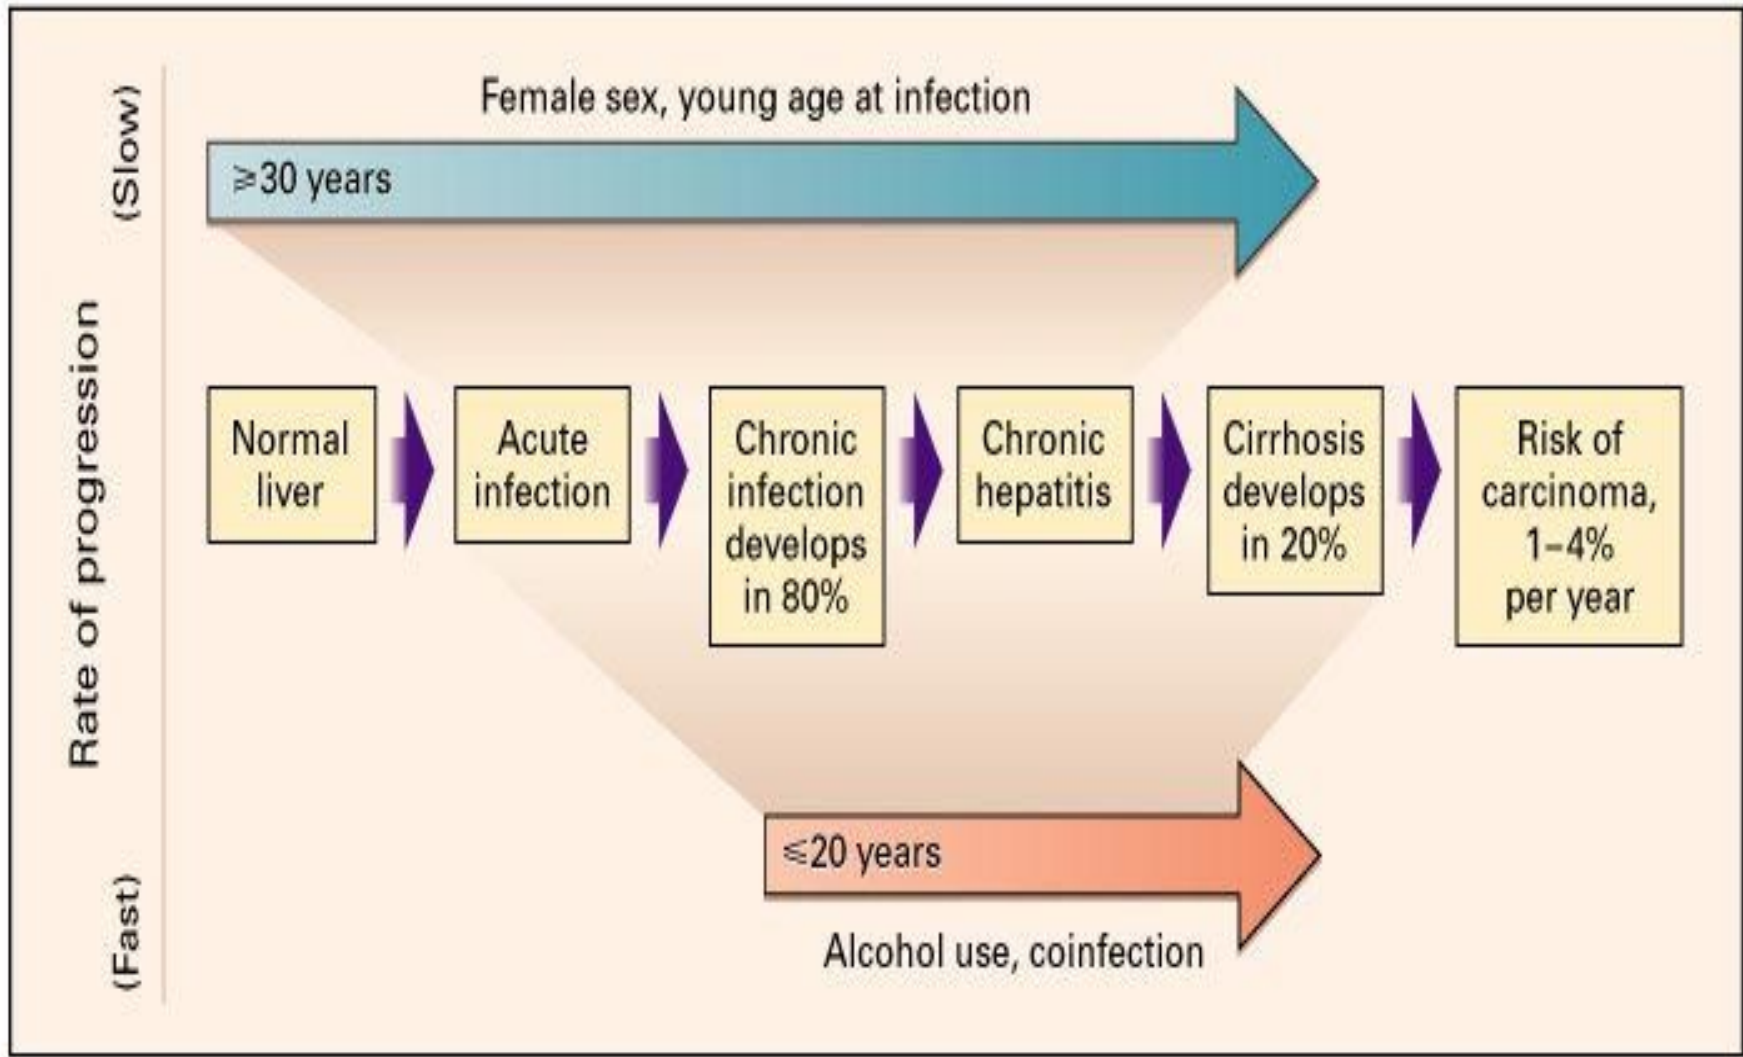 Female sex, young age at infection
≥30 years
(Slow)
Rate of progression
(Fast)
Normal
liver
Acute
infection
Chronic
infection
develops
in 80%
Chronic
hepatitis
Cirrhosis
develops
in 20%
Risk of
carcinoma,
1–4%
per year
≤20 years
Alcohol use, coinfection